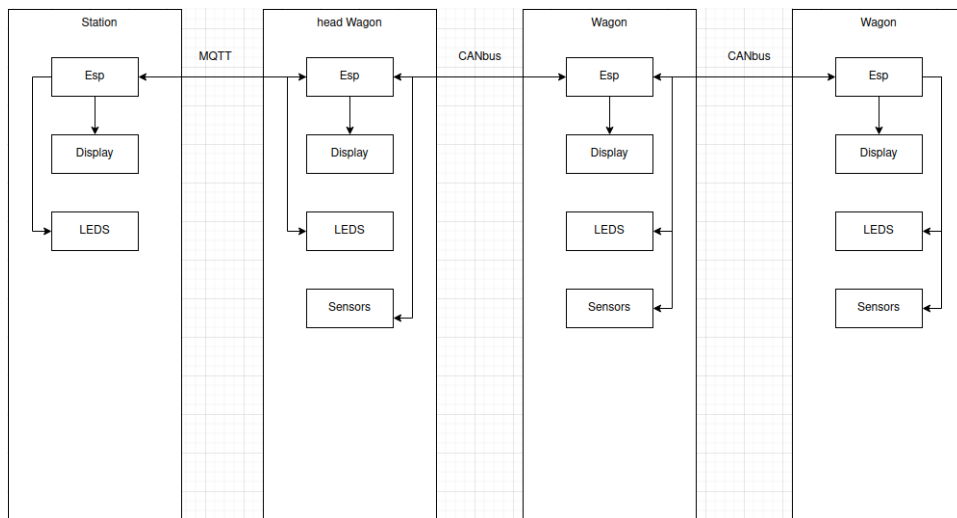 Station
head Wagon
Wagon
Wagon
MQTT
CANbus
CANbus
Esp
Esp
Esp
Esp
Display
Display
Display
Display
LEDS
LEDS
LEDS
LEDS
Sensors
Sensors
Sensors